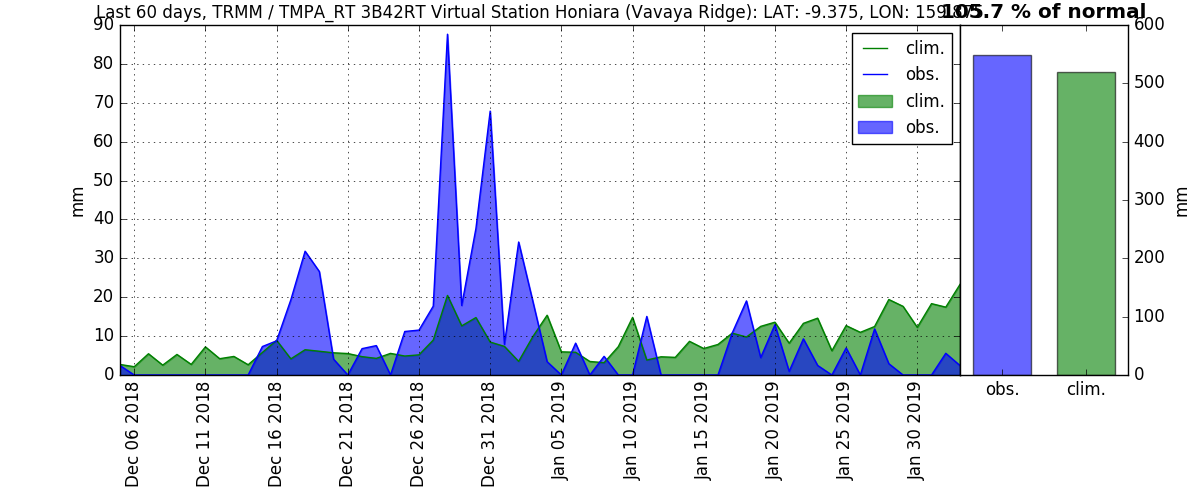 Last 60 days, TRMM / TMPA_RT 3B42RT Virtual Station Honiara (Vavaya Ridge): LAT: -9.375, LON: 159.875
105.7 % of normal
90
80
70
60
50
40
30
20
10
0
mm
clim.
obs.
clim.
obs.
Dec 06 2018
Dec 11 2018
Dec 16 2018
Dec 21 2018
Dec 26 2018
Dec 31 2018
Jan 05 2019
Jan 10 2019
Jan 15 2019
Jan 20 2019
Jan 25 2019
Jan 30 2019
600
500
400
300
200
100
0
mm
obs.
clim.